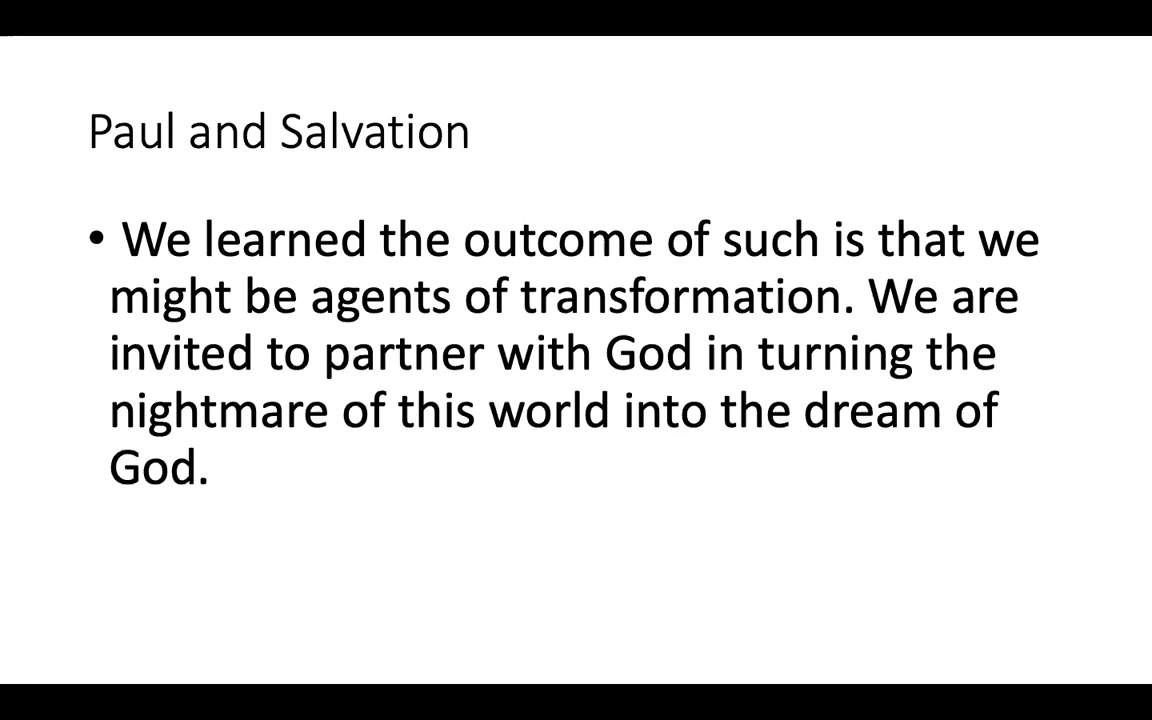 Paul and Salvation
• We learned the outcome of such is that we
might be agents of transformation. We are
invited to partner with God in turning the
nightmare of this world into the dream of
God.